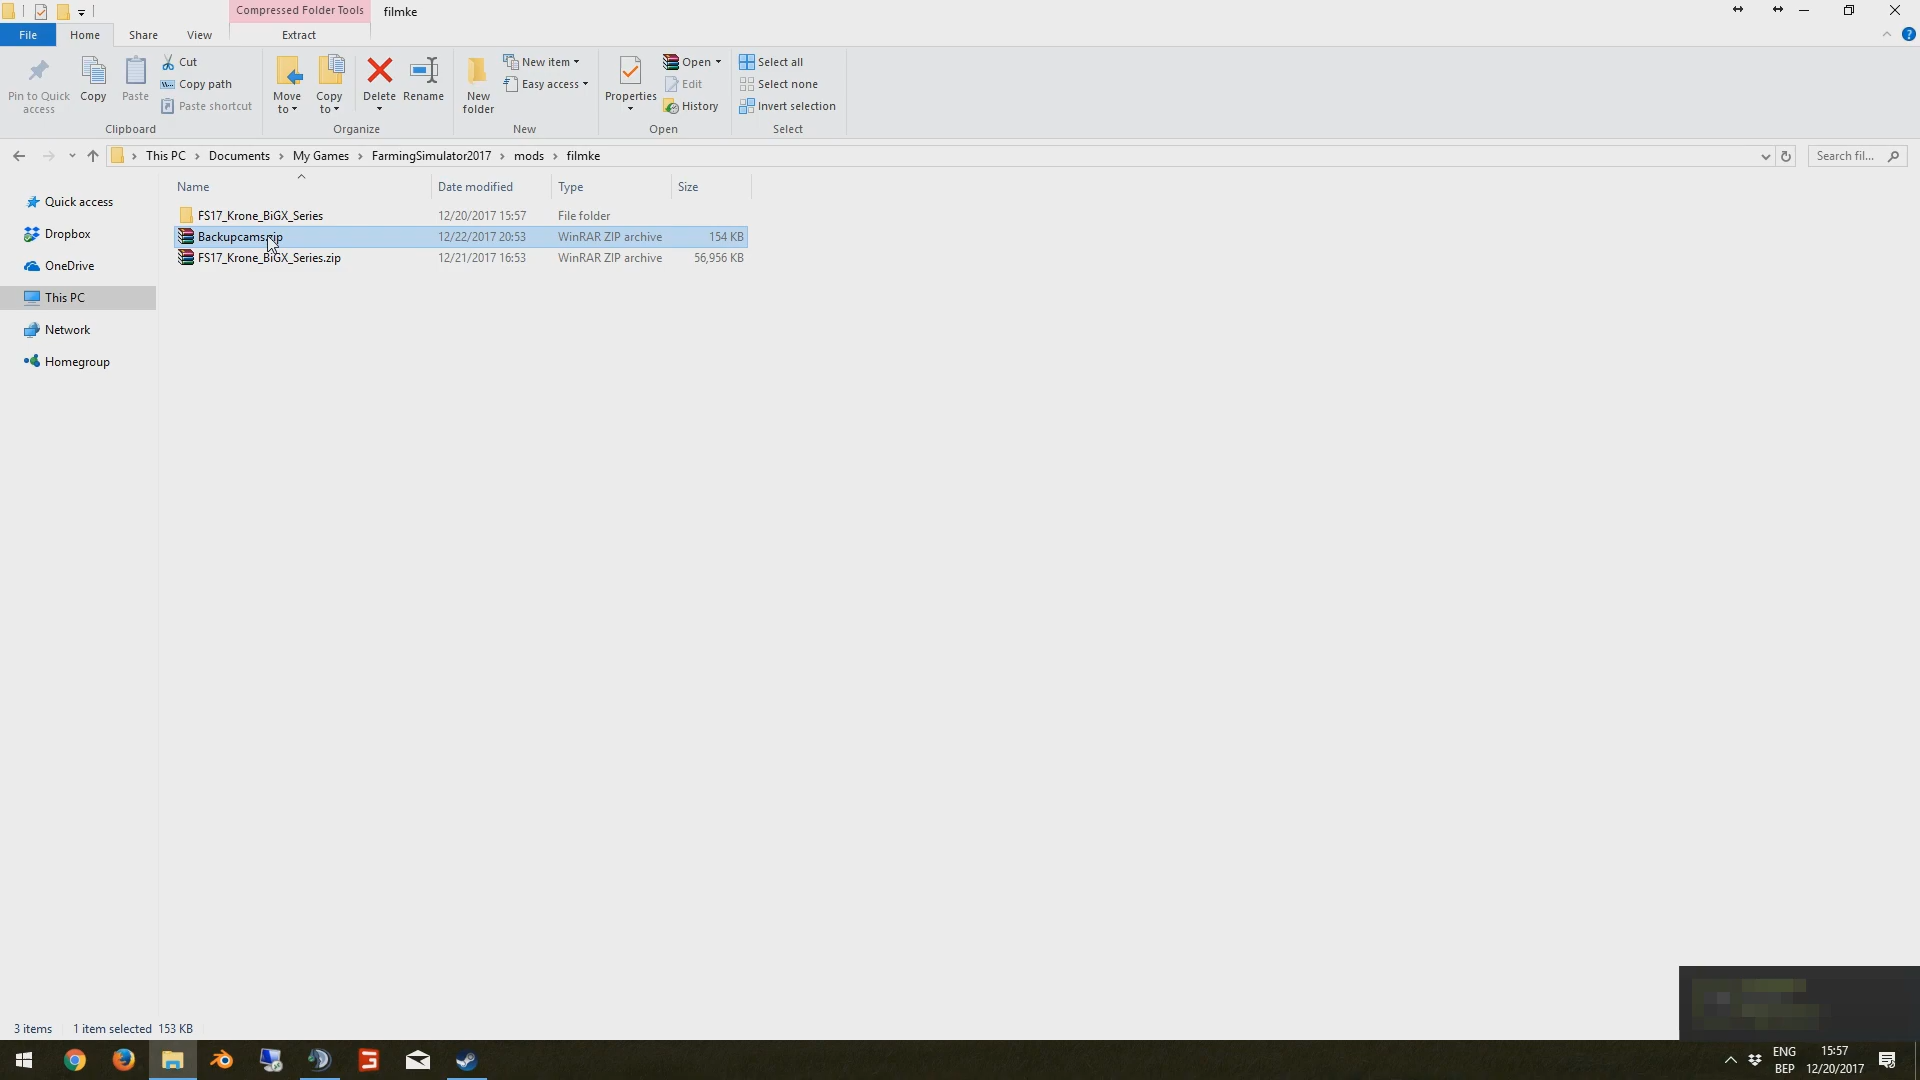 Compressed Folder Tools
filmke
File
Home
Share
View
Extract
Pin to Quick access
Copy
Paste
Cut
Copy path
Paste shortcut
Clipboard
Move to
Copy to
Delete
Rename
Organize
New folder
New item
Easy access
New
Properties
Open
Edit
History
Open
Select all
Select none
Invert selection
Select
This PC > Documents > My Games > FarmingSimulator2017 > mods > filmke
Search fil...
Name Date modified Type Size
Quick access
Dropbox
OneDrive
This PC
Network
Homegroup
FS17_Krone_BiGX_Series 12/20/2017 15:57 File folder
Backupcams.zip 12/22/2017 20:53 WinRAR ZIP archive 154 KB
FS17_Krone_BiGX_Series.zip 12/21/2017 16:53 WinRAR ZIP archive 56,956 KB
3 items 1 item selected 153 KB
ENG 15:57
BEP 12/20/2017